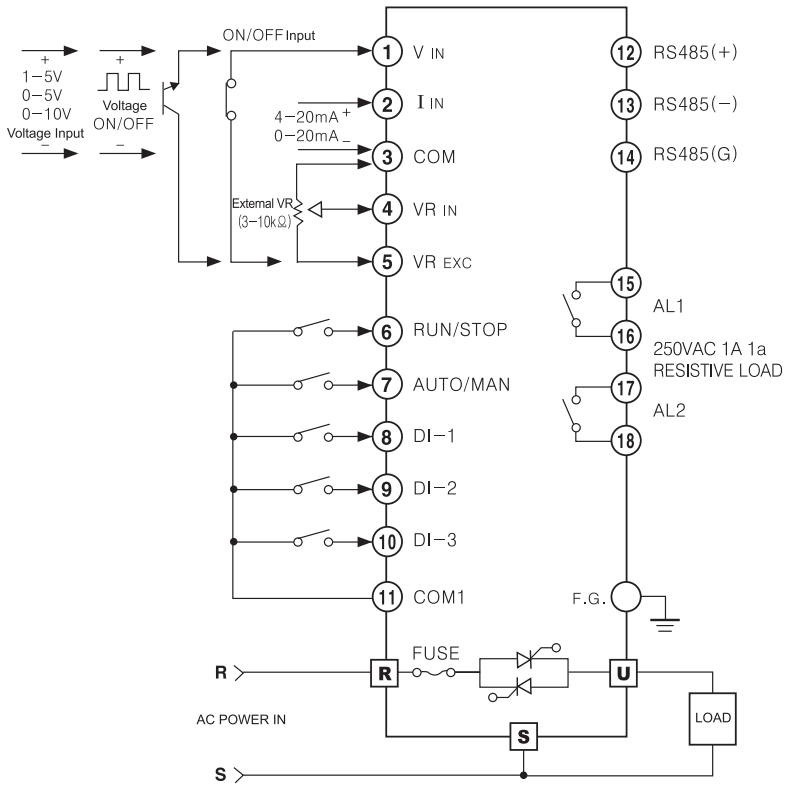 ON/OFF Input
+
1-5V
0-5V
0-10V
Voltage Input
-
+
Voltage
ON/OFF
-
4-20mA +
0-20mA -
External VR
(3-10kΩ)
1 V IN
2 I IN
3 COM
4 VR IN
5 VR EXC
6 RUN/STOP
7 AUTO/MAN
8 DI-1
9 DI-2
10 DI-3
11 COM1
12 RS485(+)
13 RS485(-)
14 RS485(G)
15
AL1
16
250VAC 1A 1a
RESISTIVE LOAD
17
AL2
18
F.G.
FUSE
R
R
U
AC POWER IN
LOAD
S
S